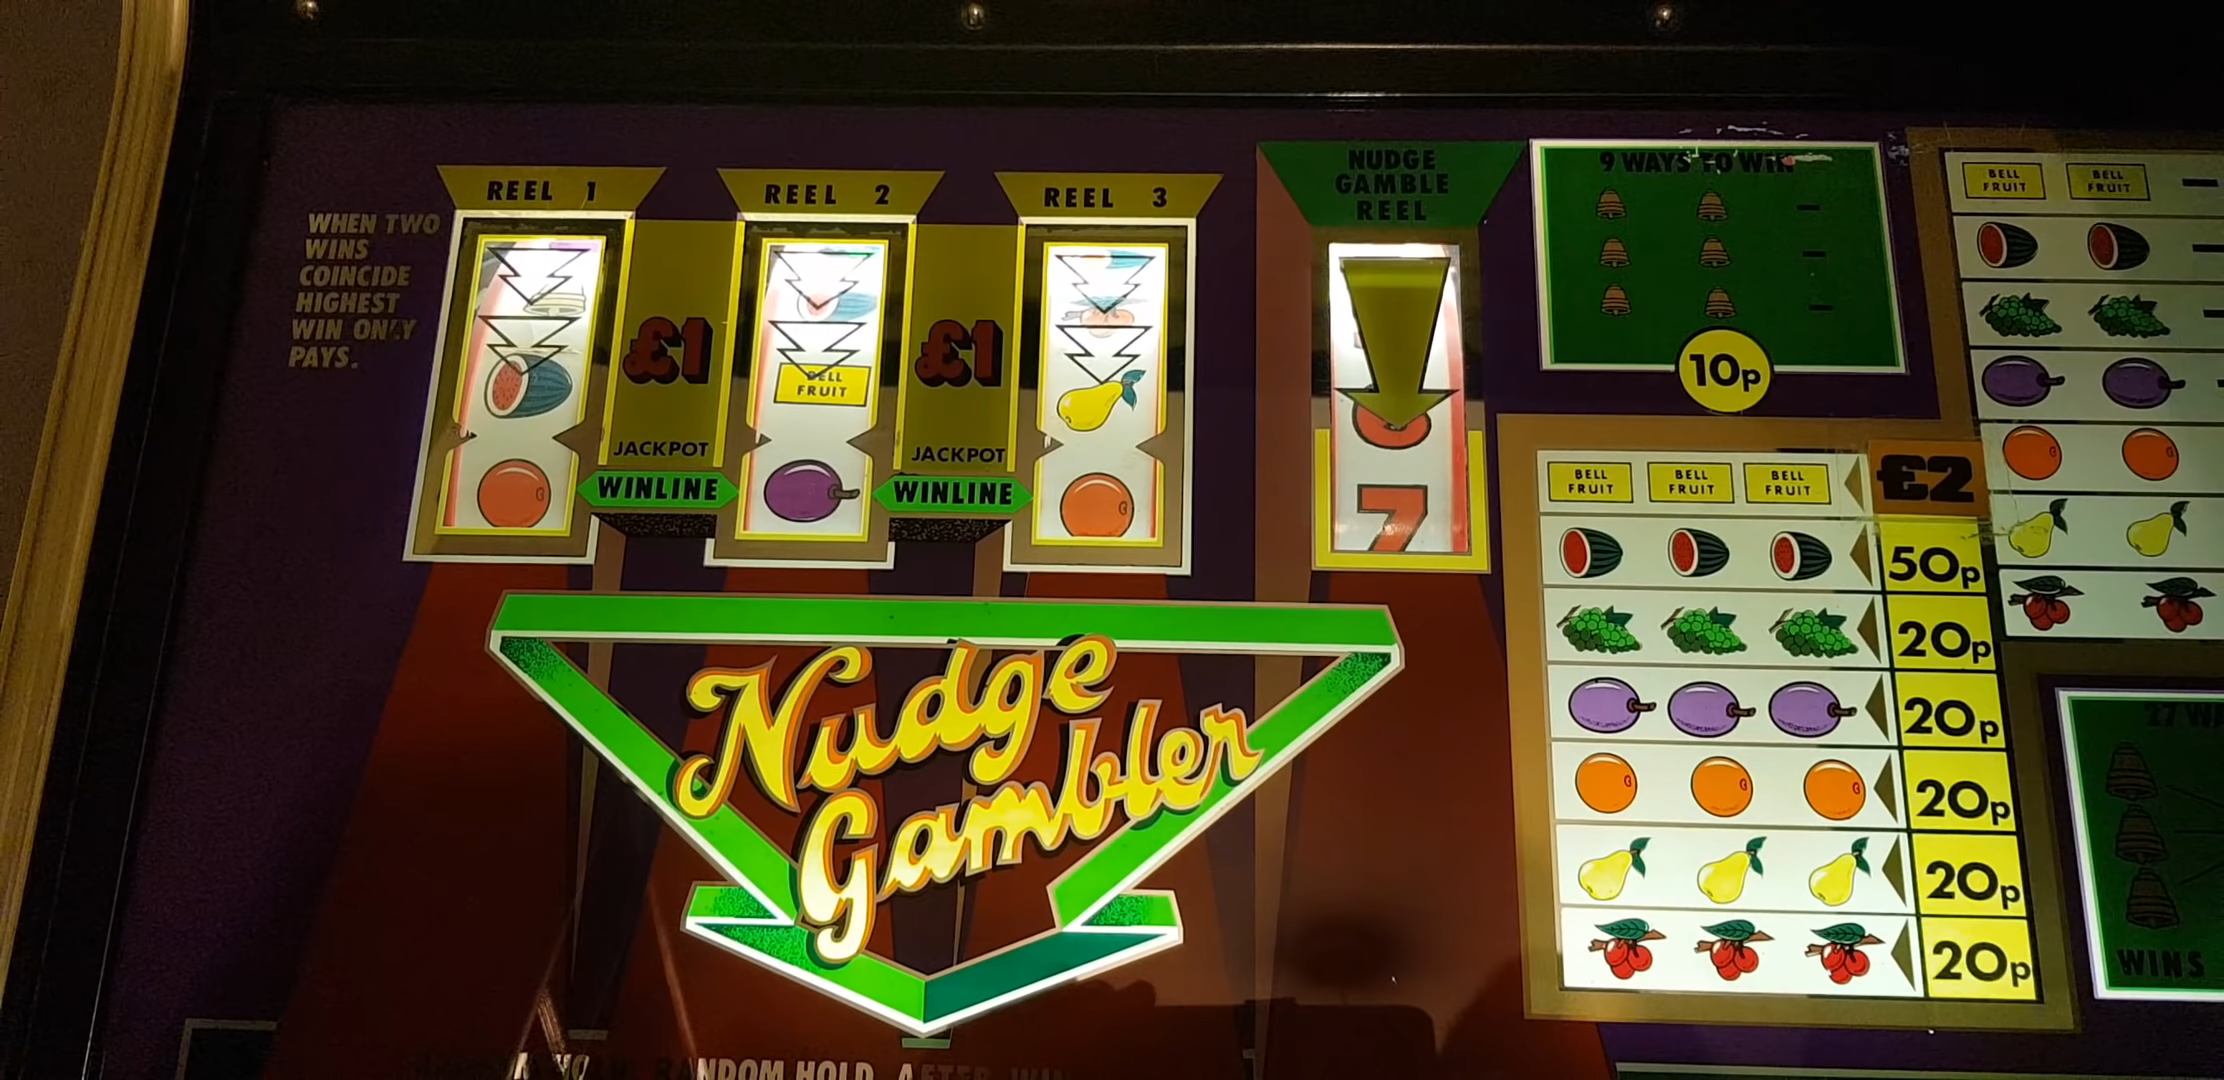 REEL 1
REEL 2
REEL 3
NUDGE
GAMBLE
REEL
9 WAYS TO WIN
10p
WHEN TWO
WINS
COINCIDE
HIGHEST
WIN ONLY
PAYS.
£1
JACKPOT
WINLINE
£1
JACKPOT
WINLINE
BELL
FRUIT
7
BELL
FRUIT
BELL
FRUIT
BELL
FRUIT
BELL
FRUIT
BELL
FRUIT
£2
50p
20p
20p
20p
20p
20p
Nudge
Gambler
WINS
RANDOM HOLD AFTER